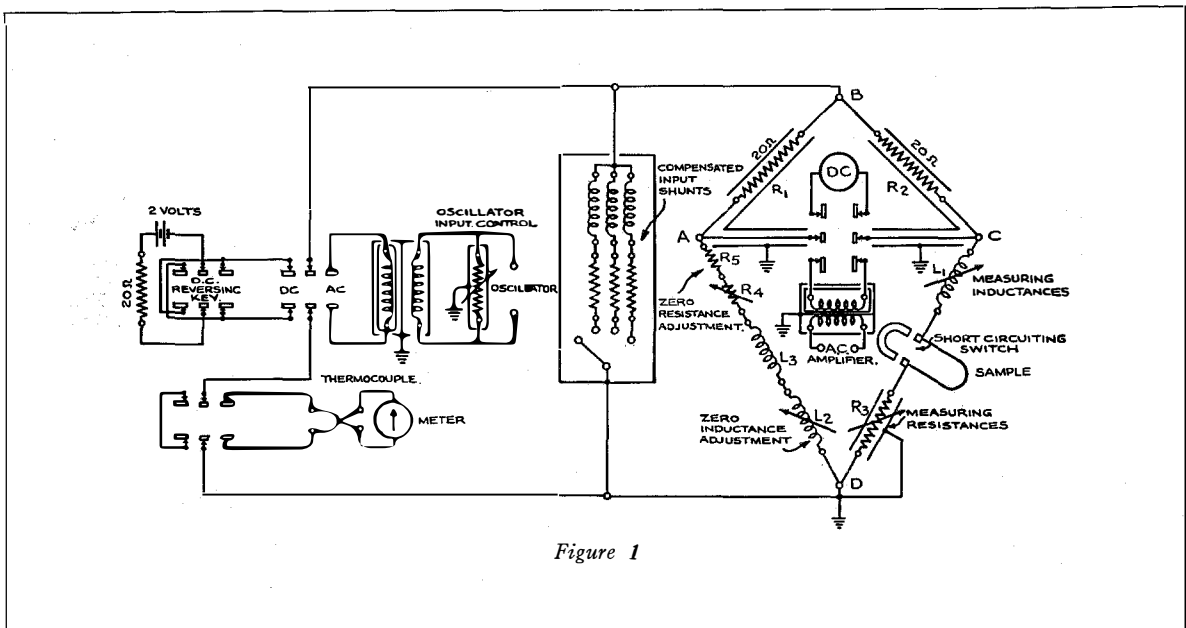 B
20Ω
20Ω
COMPENSATED
INPUT
SHUNTS
DC
R1
R2
2 VOLTS
OSCILLATOR
INPUT CONTROL
A
C
R5
L1
20Ω
D.C.
REVERSING
KEY.
DC
AC
OSCILLATOR
R4
MEASURING
INDUCTANCES
ZERO
RESISTANCE
ADJUSTMENT.
A.C.
AMPLIFIER.
SHORT CIRCUITING
SWITCH
L3
SAMPLE
THERMOCOUPLE.
METER
R3
MEASURING
RESISTANCES
L2
ZERO
INDUCTANCE
ADJUSTMENT
D
Figure 1